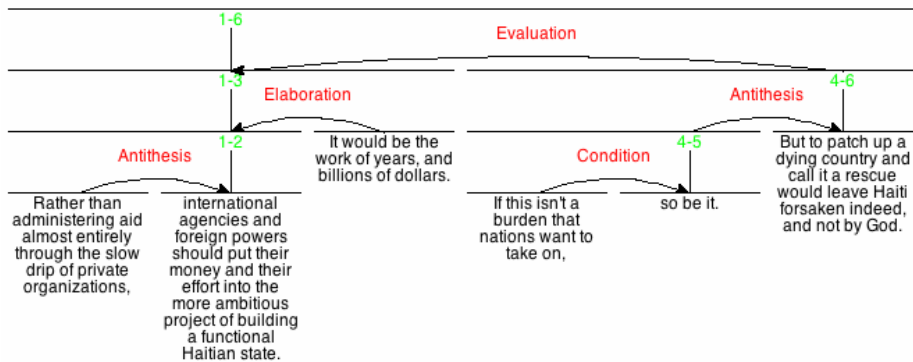 1-6
Evaluation
1-3
4-6
Elaboration
Antithesis
1-2
It would be the
work of years, and
billions of dollars.
4-5
But to patch up a
dying country and
call it a rescue
would leave Haiti
forsaken indeed,
and not by God.
Antithesis
Condition
Rather than
administering aid
almost entirely
through the slow
drip of private
organizations,
international
agencies and
foreign powers
should put their
money and their
effort into the
more ambitious
project of building
a functional
Haitian state.
If this isn't a
burden that
nations want to
take on,
so be it.